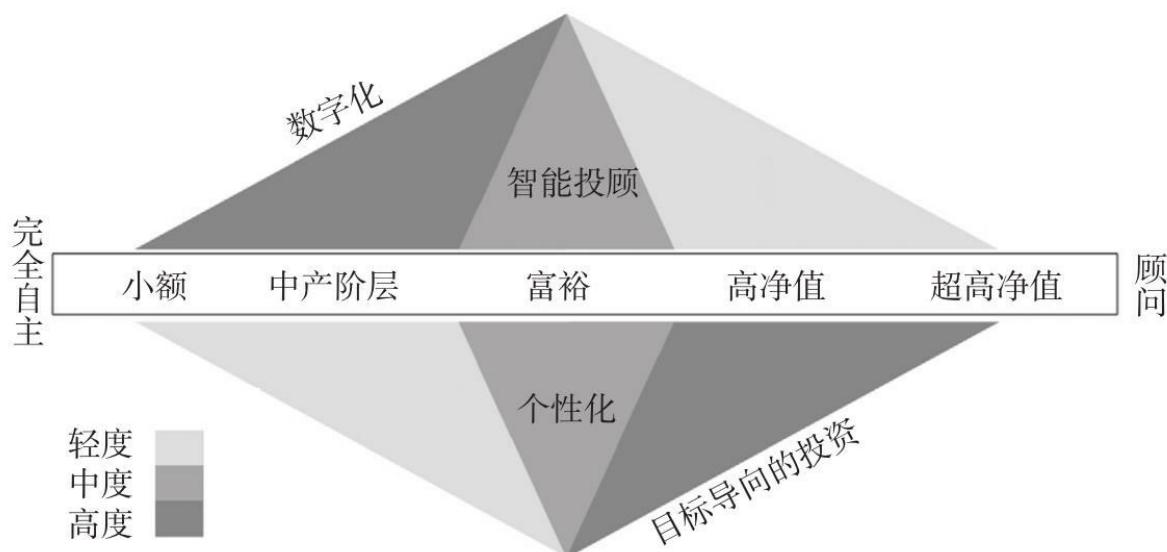 数字化
智能投顾
完全自主
小额 中产阶层 富裕 高净值 超高净值
顾问
个性化
目标导向的投资
轻度
中度
高度